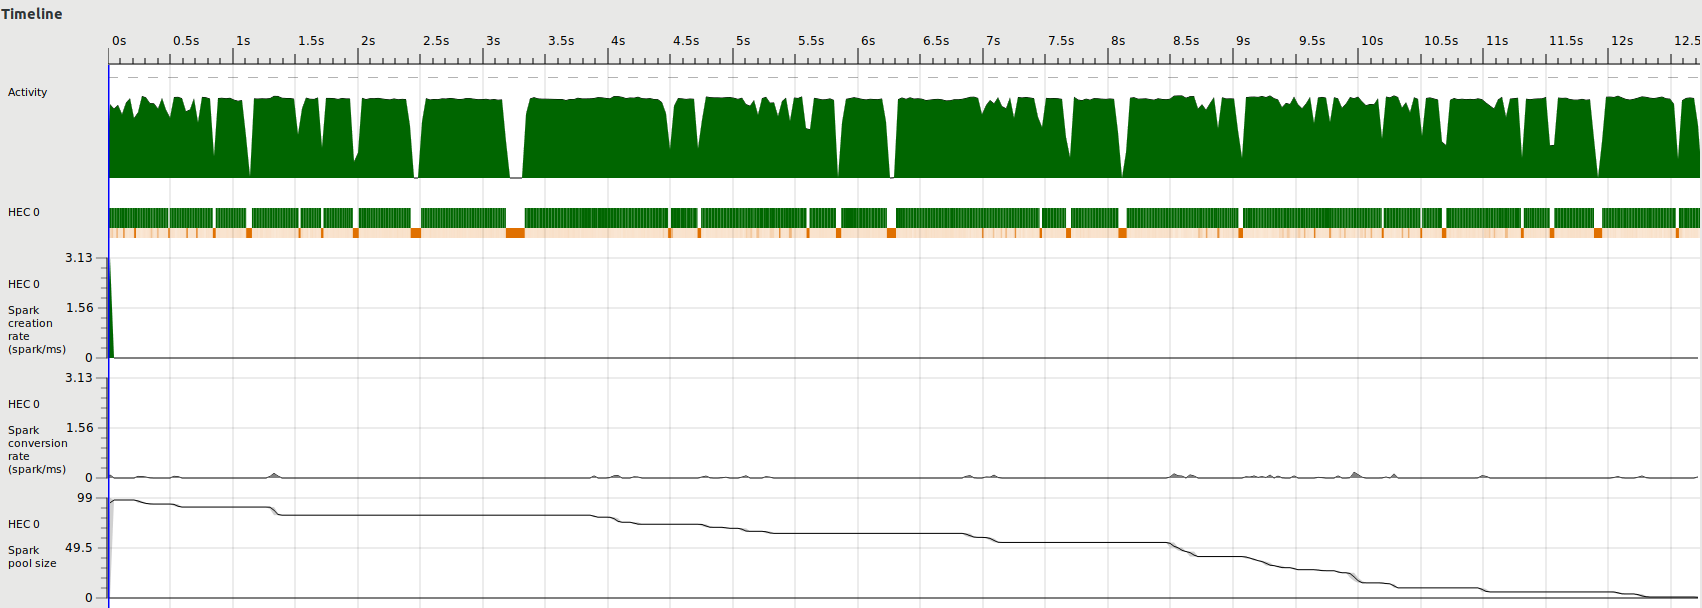 Timeline
0s 0.5s 1s 1.5s 2s 2.5s 3s 3.5s 4s 4.5s 5s 5.5s 6s 6.5s 7s 7.5s 8s 8.5s 9s 9.5s 10s 10.5s 11s 11.5s 12s 12.5
Activity
HEC 0
3.13
HEC 0
Spark
1.56
creation
rate
(spark/ms)
0
3.13
HEC 0
Spark
1.56
conversion
rate
(spark/ms)
0
99
HEC 0
Spark
49.5
pool size
0